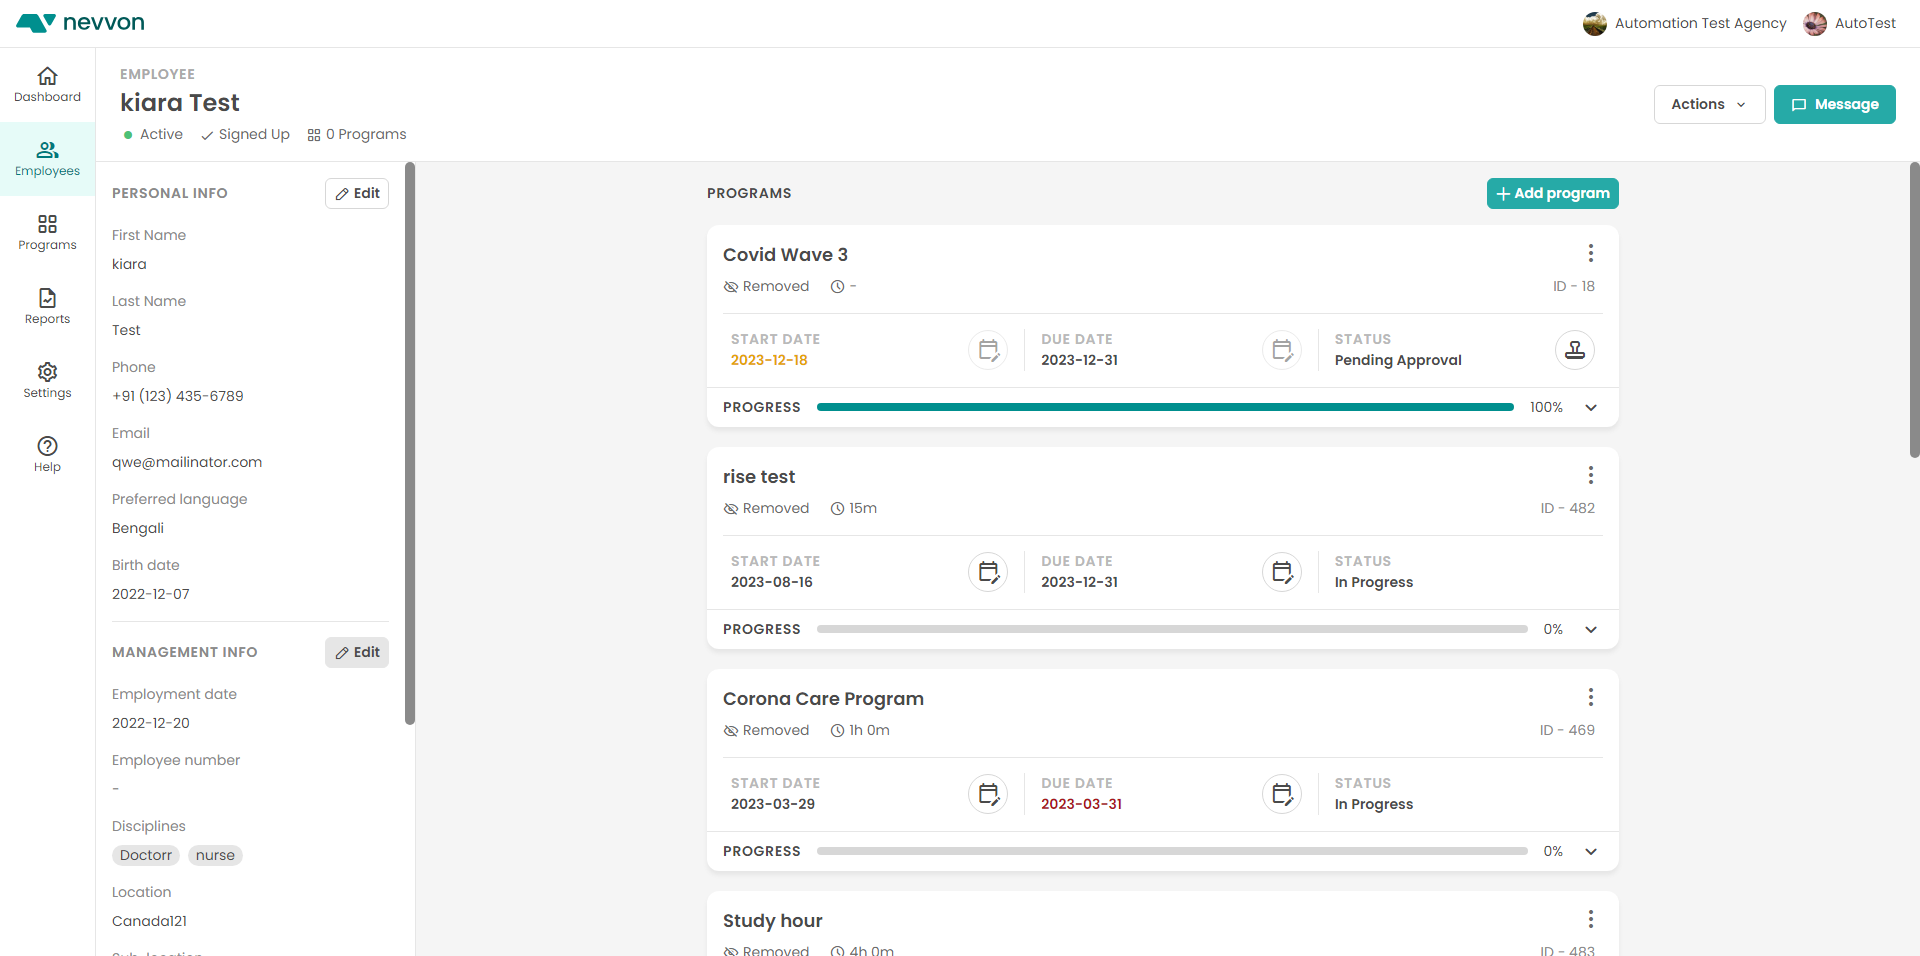 nevvon
Automation Test Agency
AutoTest
Dashboard
Employees
Programs
Reports
Settings
Help
EMPLOYEE
kiara Test
Active
Signed Up
0 Programs
Actions
Message
PERSONAL INFO
Edit
First Name
kiara
Last Name
Test
Phone
+91 (123) 435-6789
Email
qwe@mailinator.com
Preferred language
Bengali
Birth date
2022-12-07
MANAGEMENT INFO
Edit
Employment date
2022-12-20
Employee number
-
Disciplines
Doctorr nurse
Location
Canada121
PROGRAMS
Add program
Covid Wave 3
Removed -
ID - 18
START DATE
2023-12-18
DUE DATE
2023-12-31
STATUS
Pending Approval
PROGRESS 100%
rise test
Removed 15m
ID - 482
START DATE
2023-08-16
DUE DATE
2023-12-31
STATUS
In Progress
PROGRESS 0%
Corona Care Program
Removed 1h 0m
ID - 469
START DATE
2023-03-29
DUE DATE
2023-03-31
STATUS
In Progress
PROGRESS 0%
Study hour
Removed 4h 0m
ID - 483